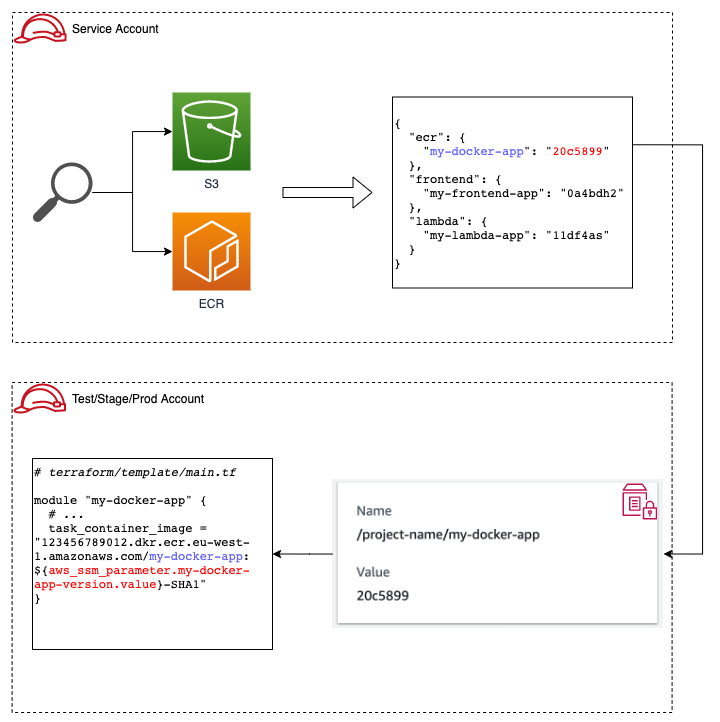 Service Account
S3
ECR
{
"ecr": {
"my-docker-app": "20c5899"
},
"frontend": {
"my-frontend-app": "0a4bdh2"
},
"lambda": {
"my-lambda-app": "11df4as"
}
}
Test/Stage/Prod Account
# terraform/template/main.tf
module "my-docker-app" {
# ...
task_container_image =
"123456789012.dkr.ecr.eu-west-
1.amazonaws.com/my-docker-app:
${aws_ssm_parameter.my-docker-
app-version.value}-SHA1"
}
Name
/project-name/my-docker-app
Value
20c5899